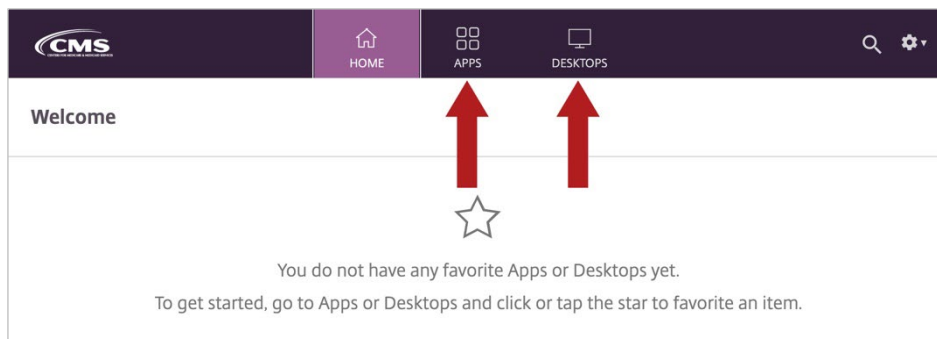 CMS
HOME
APPS
DESKTOPS
Welcome
You do not have any favorite Apps or Desktops yet.
To get started, go to Apps or Desktops and click or tap the star to favorite an item.